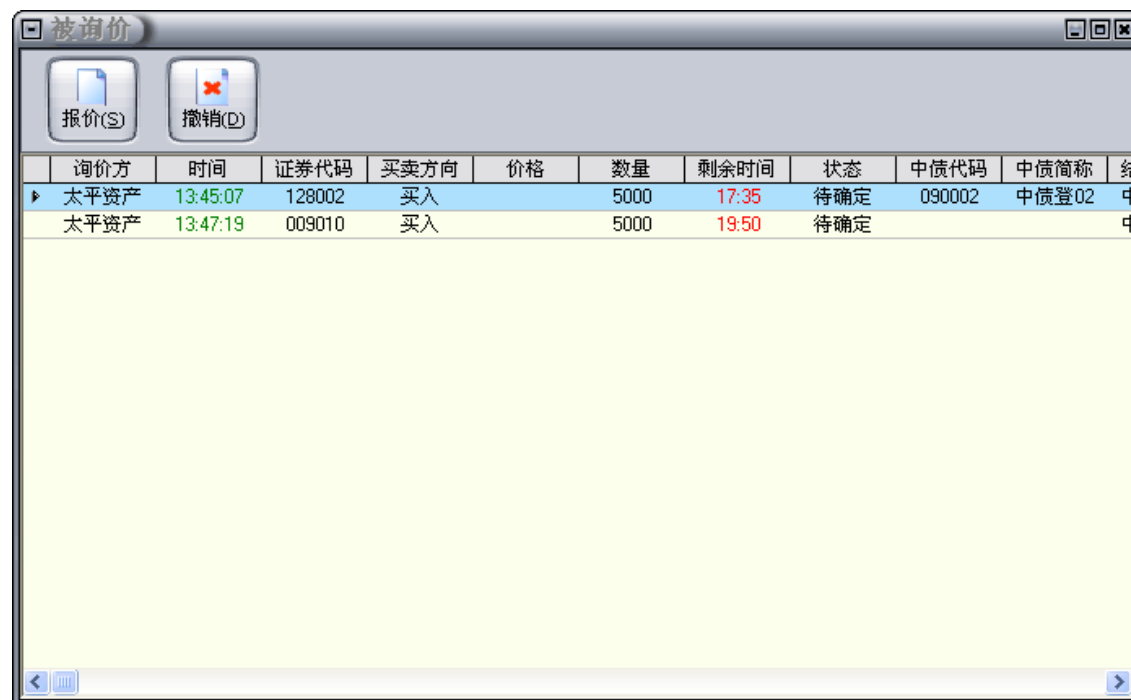 被询价
报价(S) 撤销(D)
询价方 时间 证券代码 买卖方向 价格 数量 剩余时间 状态 中债代码 中债简称
太平资产 13:45:07 128002 买入 5000 17:35 待确定 090002 中债登02 中
太平资产 13:47:19 009010 买入 5000 19:50 待确定 中